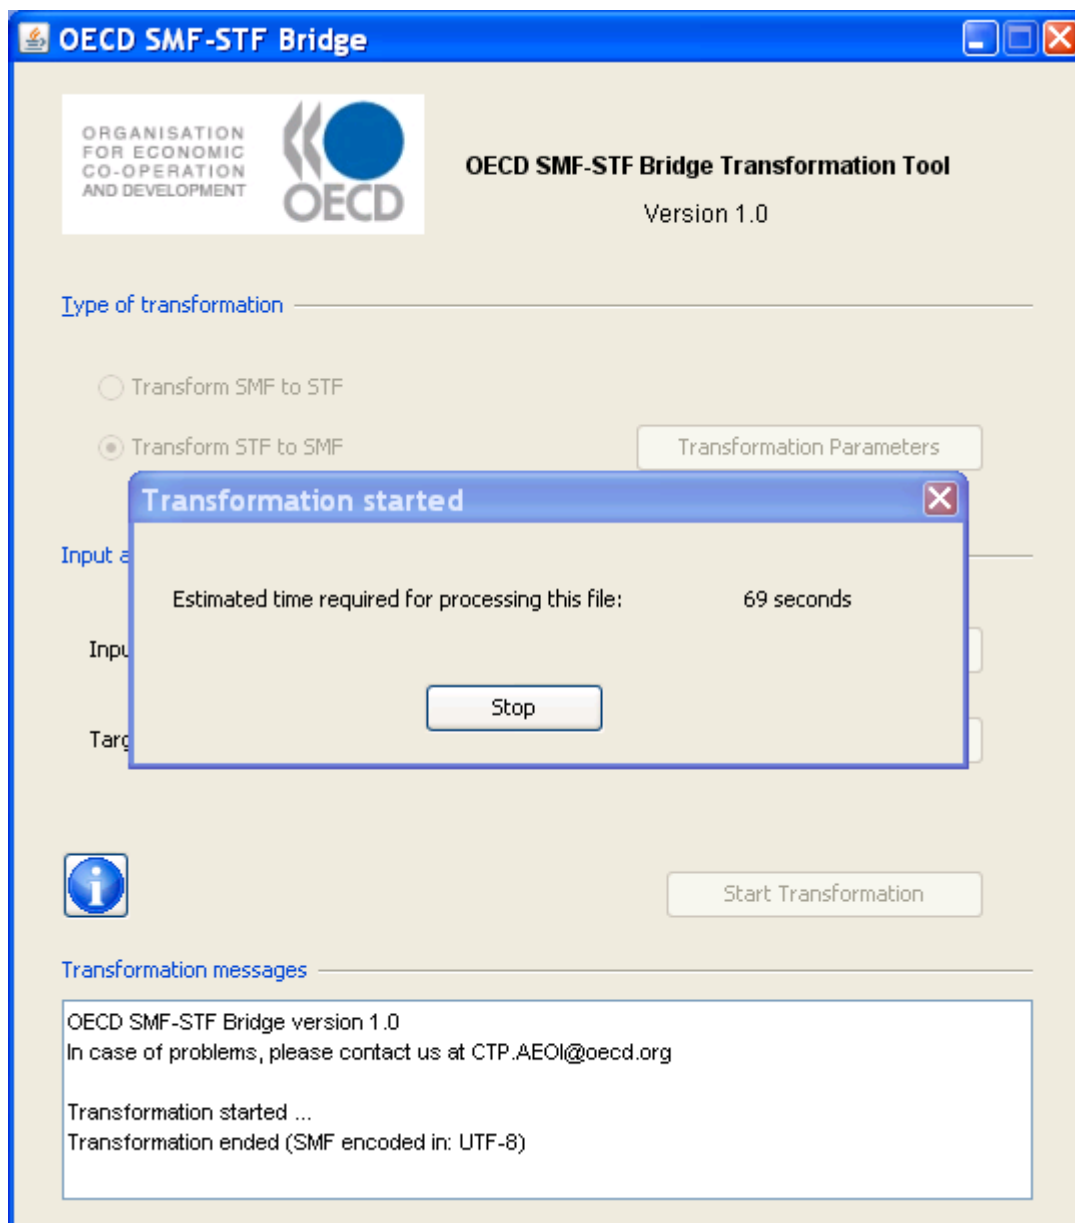 OECD SMF-STF Bridge
ORGANISATION
FOR ECONOMIC
CO-OPERATION
AND DEVELOPMENT
OECD
OECD SMF-STF Bridge Transformation Tool
Version 1.0
Type of transformation
Transform SMF to STF
Transform STF to SMF
Transformation Parameters
Transformation started
Input a
Estimated time required for processing this file: 69 seconds
Inpu
Stop
Targ
Start Transformation
Transformation messages
OECD SMF-STF Bridge version 1.0
In case of problems, please contact us at CTP.AEOI@oecd.org
Transformation started ...
Transformation ended (SMF encoded in: UTF-8)